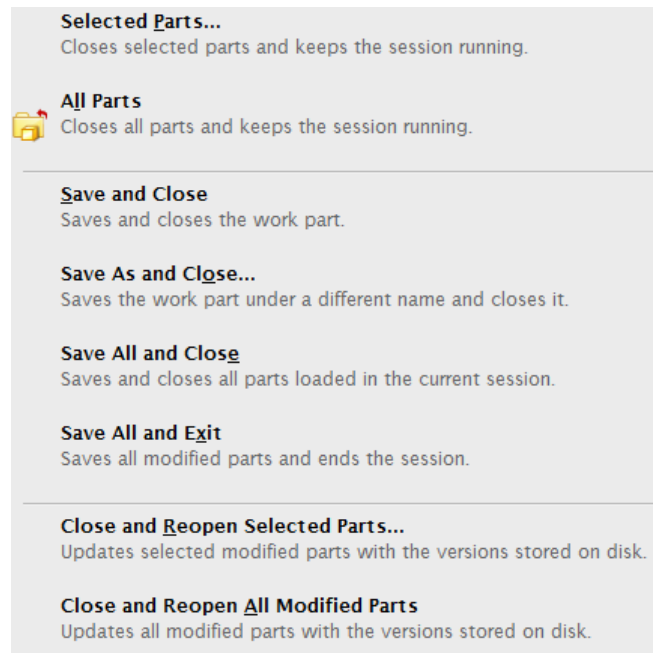 Selected Parts...
Closes selected parts and keeps the session running.
All Parts
Closes all parts and keeps the session running.
Save and Close
Saves and closes the work part.
Save As and Close...
Saves the work part under a different name and closes it.
Save All and Close
Saves and closes all parts loaded in the current session.
Save All and Exit
Saves all modified parts and ends the session.
Close and Reopen Selected Parts...
Updates selected modified parts with the versions stored on disk.
Close and Reopen All Modified Parts
Updates all modified parts with the versions stored on disk.